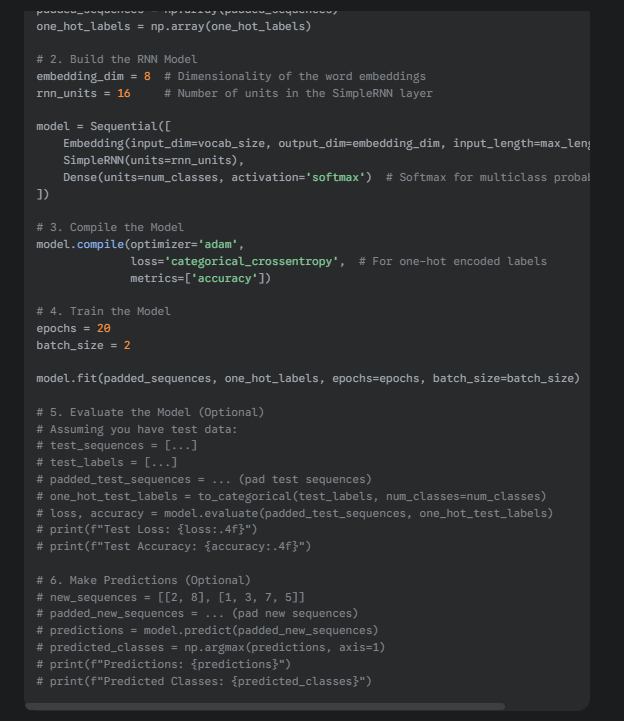 padded_sequences = np.array(padded_sequences)
one_hot_labels = np.array(one_hot_labels)
# 2. Build the RNN Model
embedding_dim = 8  # Dimensionality of the word embeddings
rnn_units = 16     # Number of units in the SimpleRNN layer
model = Sequential([
    Embedding(input_dim=vocab_size, output_dim=embedding_dim, input_length=max_leng
    SimpleRNN(units=rnn_units),
    Dense(units=num_classes, activation='softmax')  # Softmax for multiclass probab
])
# 3. Compile the Model
model.compile(optimizer='adam',
              loss='categorical_crossentropy',  # For one-hot encoded labels
              metrics=['accuracy'])
# 4. Train the Model
epochs = 20
batch_size = 2
model.fit(padded_sequences, one_hot_labels, epochs=epochs, batch_size=batch_size)
# 5. Evaluate the Model (Optional)
# Assuming you have test data:
# test_sequences = [...]
# test_labels = [...]
# padded_test_sequences = ... (pad test sequences)
# one_hot_test_labels = to_categorical(test_labels, num_classes=num_classes)
# loss, accuracy = model.evaluate(padded_test_sequences, one_hot_test_labels)
# print(f"Test Loss: {loss:.4f}")
# print(f"Test Accuracy: {accuracy:.4f}")
# 6. Make Predictions (Optional)
# new_sequences = [[2, 8], [1, 3, 7, 5]]
# padded_new_sequences = ... (pad new sequences)
# predictions = model.predict(padded_new_sequences)
# predicted_classes = np.argmax(predictions, axis=1)
# print(f"Predictions: {predictions}")
# print(f"Predicted Classes: {predicted_classes}")